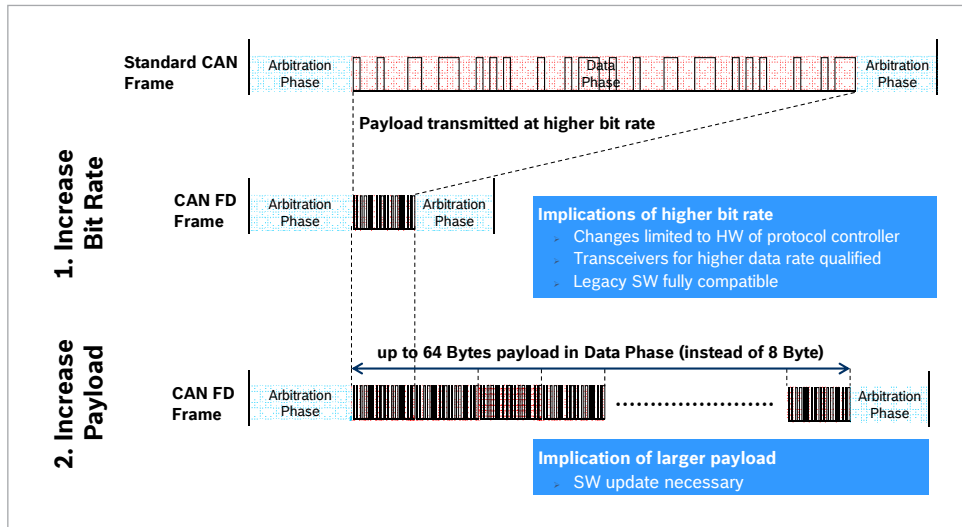 Standard CAN
Frame
Arbitration
Phase
Data
Phase
Arbitration
Phase
Payload transmitted at higher bit rate
1. Increase
Bit Rate
CAN FD
Frame
Arbitration
Phase
Arbitration
Phase
Implications of higher bit rate
Changes limited to HW of protocol controller
Transceivers for higher data rate qualified
Legacy SW fully compatible
2. Increase
Payload
up to 64 Bytes payload in Data Phase (instead of 8 Byte)
CAN FD
Frame
Arbitration
Phase
Arbitration
Phase
Implication of larger payload
SW update necessary